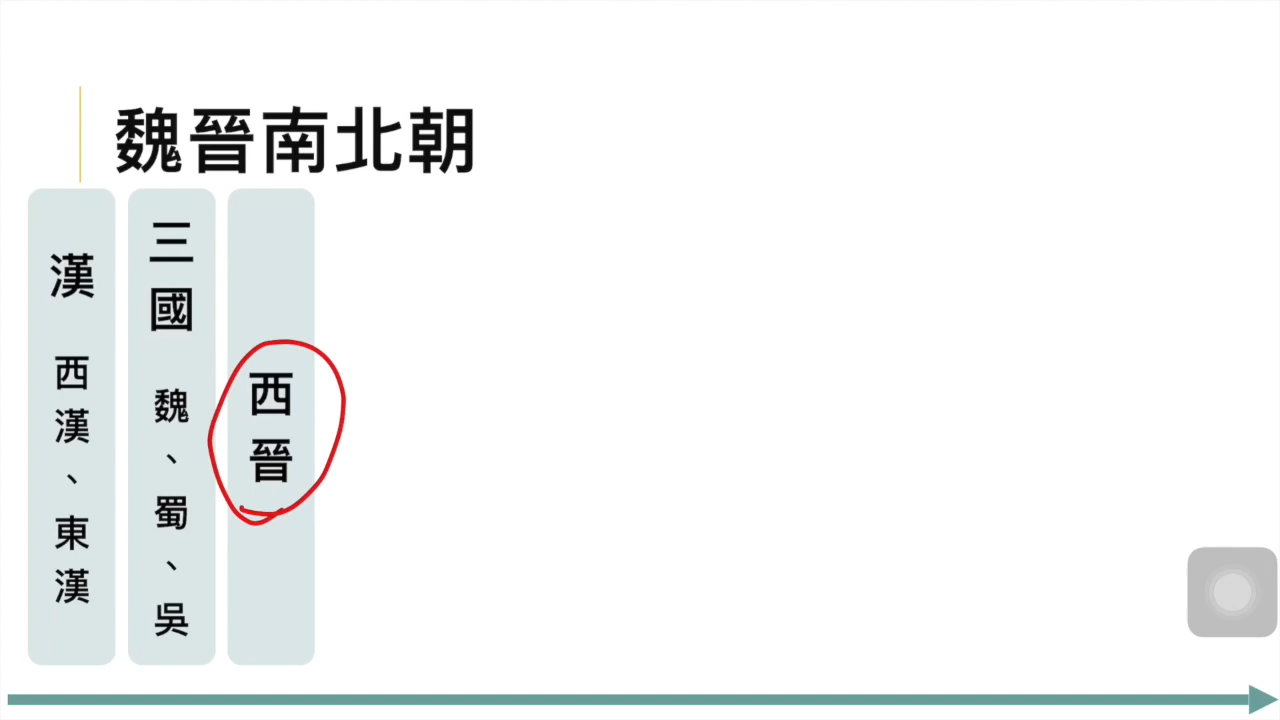 魏晉南北朝
漢 西漢、東漢
三國 魏、蜀、吳
西晉